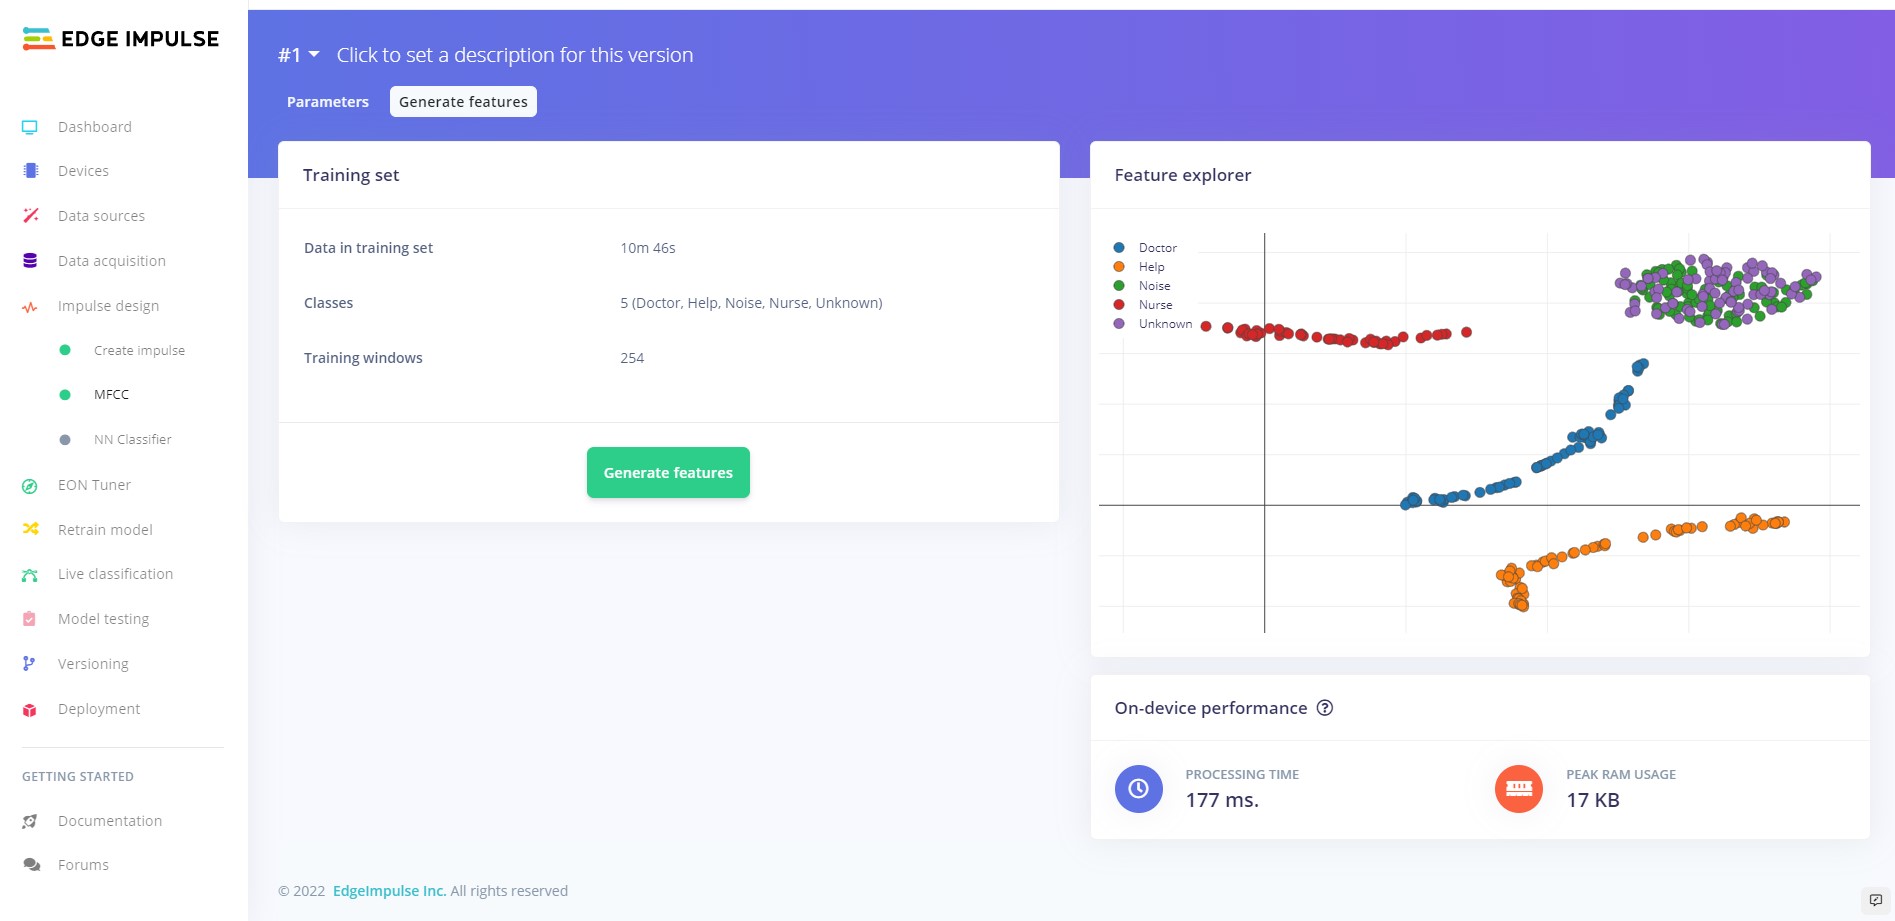 EDGE IMPULSE
Dashboard
Devices
Data sources
Data acquisition
Impulse design
Create impulse
MFCC
NN Classifier
EON Tuner
Retrain model
Live classification
Model testing
Versioning
Deployment
GETTING STARTED
Documentation
Forums
#1 Click to set a description for this version
Parameters Generate features
Training set
Data in training set 10m 46s
Classes 5 (Doctor, Help, Noise, Nurse, Unknown)
Training windows 254
Generate features
Feature explorer
Doctor
Help
Noise
Nurse
Unknown
On-device performance ?
PROCESSING TIME
177 ms.
PEAK RAM USAGE
17 KB
© 2022 EdgeImpulse Inc. All rights reserved